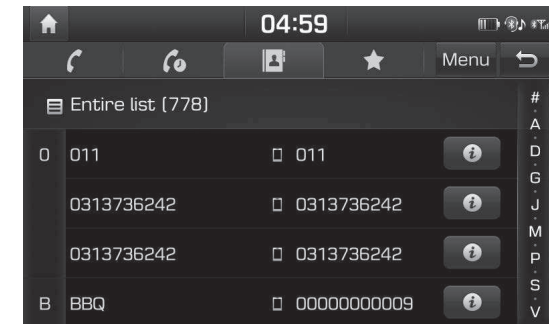 04:59
Menu
Entire list (778)
0 011 011
0313736242 0313736242
0313736242 0313736242
B BBQ 00000000009
#
A
D
G
J
M
P
S
V